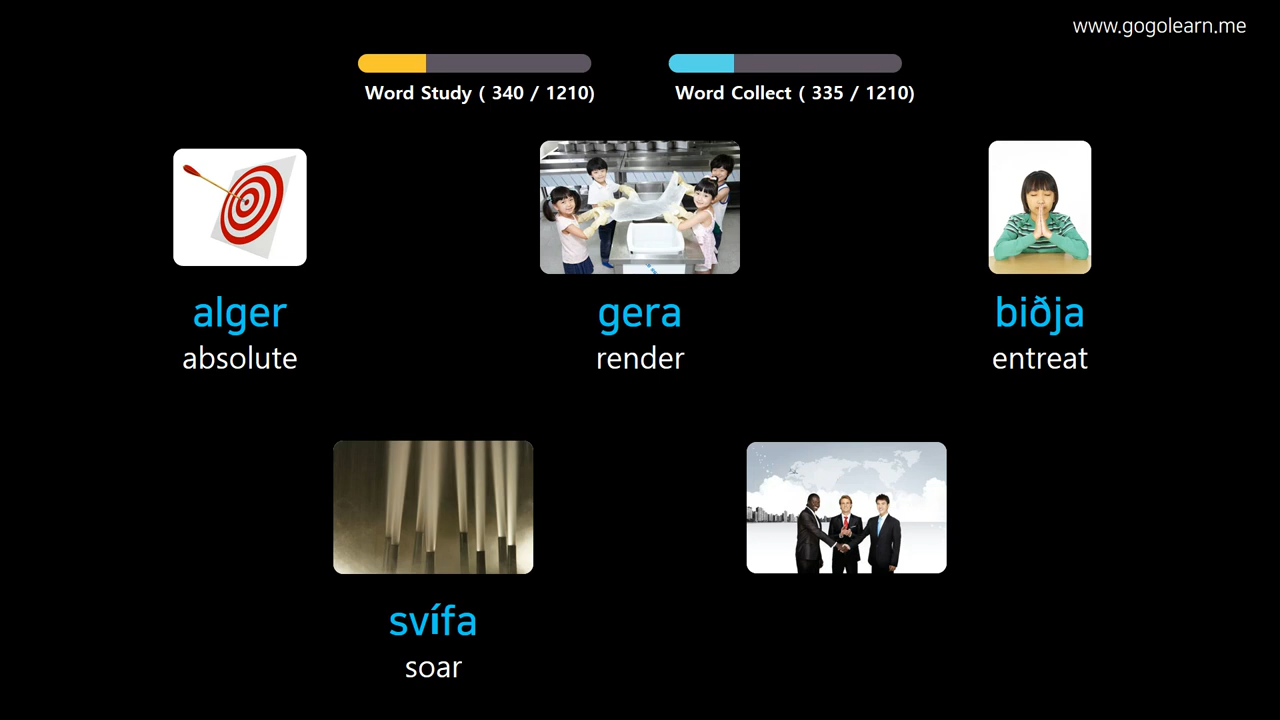 www.gogolearn.me
Word Study ( 340 / 1210)
Word Collect ( 335 / 1210)
alger
absolute
gera
render
biðja
entreat
svífa
soar